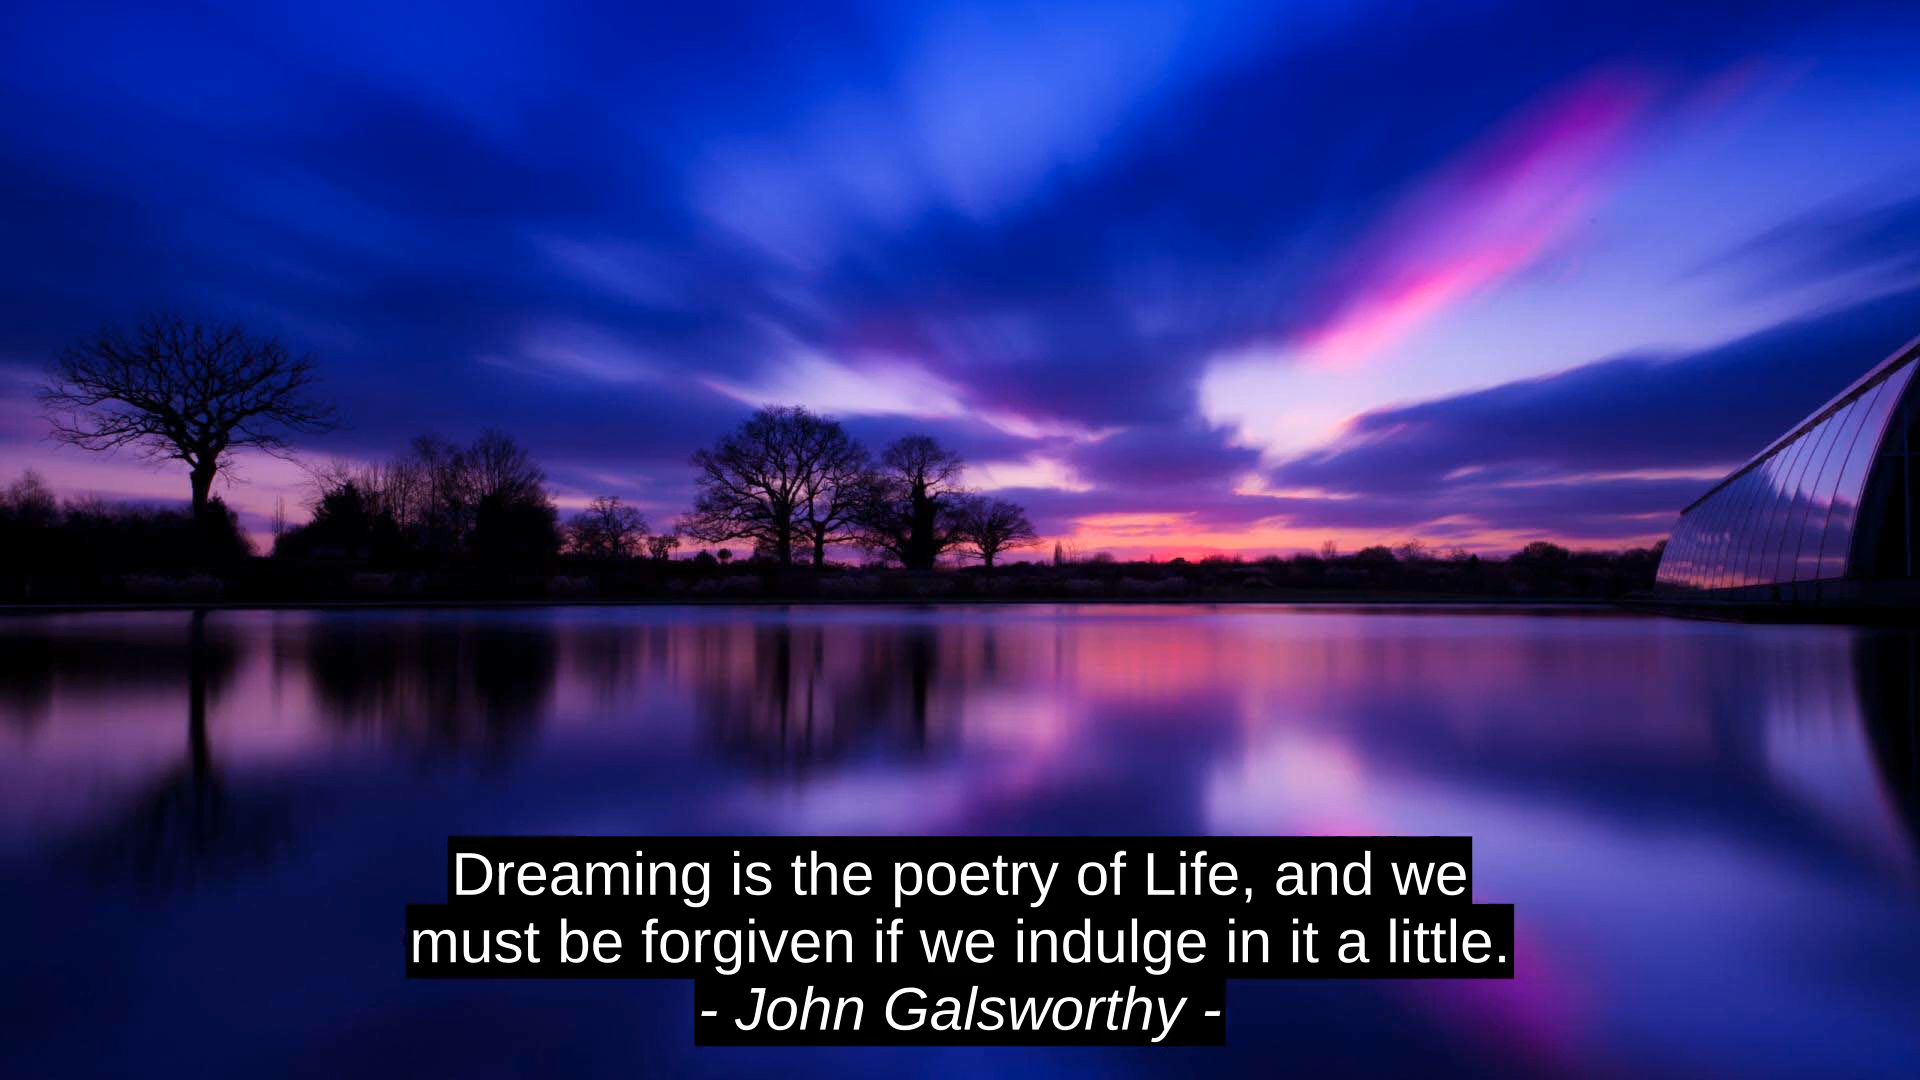 Dreaming is the poetry of Life, and we
must be forgiven if we indulge in it a little.
- John Galsworthy -